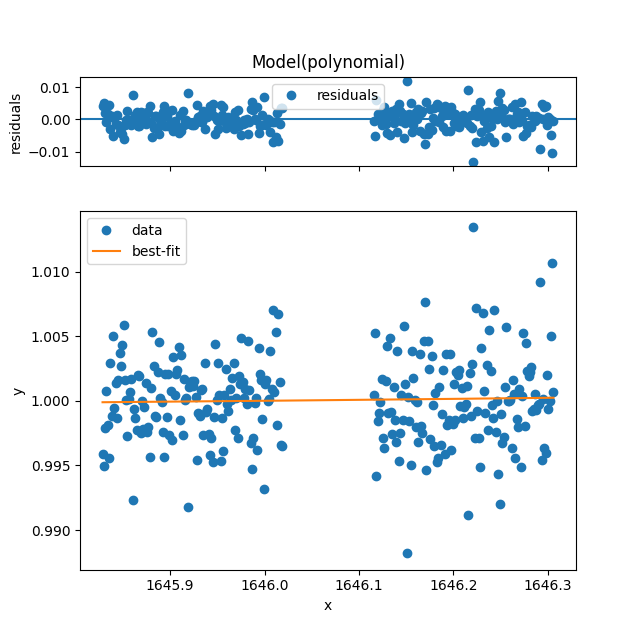 Model(polynomial)
0.01
0.00
−0.01
residuals
residuals
data
best-fit
1.010
1.005
1.000
0.995
0.990
y
1645.9 1646.0 1646.1 1646.2 1646.3
x